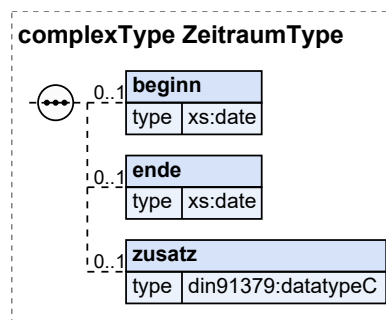 complexType ZeitraumType
0..1 beginn
type xs:date
0..1 ende
type xs:date
0..1 zusatz
type din91379:datatypeC